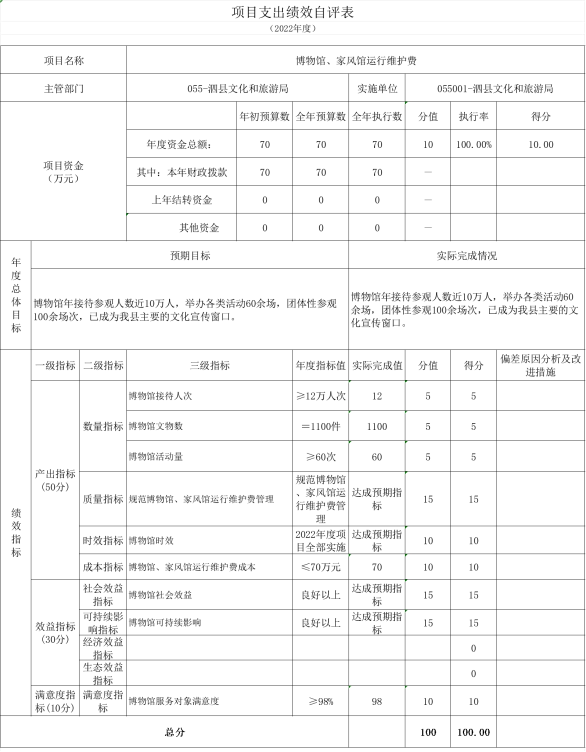 项目支出绩效自评表
（2022年度）
项目名称 博物馆、家风馆运行维护费
主管部门 055-泗县文化和旅游局 实施单位 055001-泗县文化和旅游局
项目资金
（万元）
年初预算数 全年预算数 全年执行数 分值 执行率 得分
年度资金总额： 70 70 70 10 100.00% 10.00
其中：本年财政拨款 70 70 70 －
上年结转资金 0 0 0 －
其他资金 0 0 0 －
年度总体目标
预期目标 实际完成情况
博物馆年接待参观人数近10万人，举办各类活动60余场，团体性参观
100余场次，已成为我县主要的文化宣传窗口。
博物馆年接待参观人数近10万人，举办各类活动60
余场，团体性参观100余场次，已成为我县主要的文
化宣传窗口。
绩效指标
一级指标 二级指标 三级指标 年度指标值 实际完成值 分值 得分 偏差原因分析及改
进措施
产出指标
(50分)
数量指标 博物馆接待人次 ≥12万人次 12 5 5
博物馆文物数 ＝1100件 1100 5 5
博物馆活动量 ≥60次 60 5 5
质量指标 规范博物馆、家风馆运行维护费管理 规范博物馆
、家风馆运
行维护费管
理
达成预期指
标
15 15
时效指标 博物馆时效 2022年度项
目全部实施
达成预期指
标
10 10
成本指标 博物馆、家风馆运行维护费成本 ≤70万元 70 10 10
效益指标
(30分)
社会效益
指标
博物馆社会效益 良好以上 达成预期指
标
15 15
可持续影
响指标
博物馆可持续影响 良好以上 达成预期指
标
15 15
经济效益
指标
0
生态效益
指标
0
满意度指
标(10分)
满意度指
标
博物馆服务对象满意度 ≥98% 98 10 10
总分 100 100.00